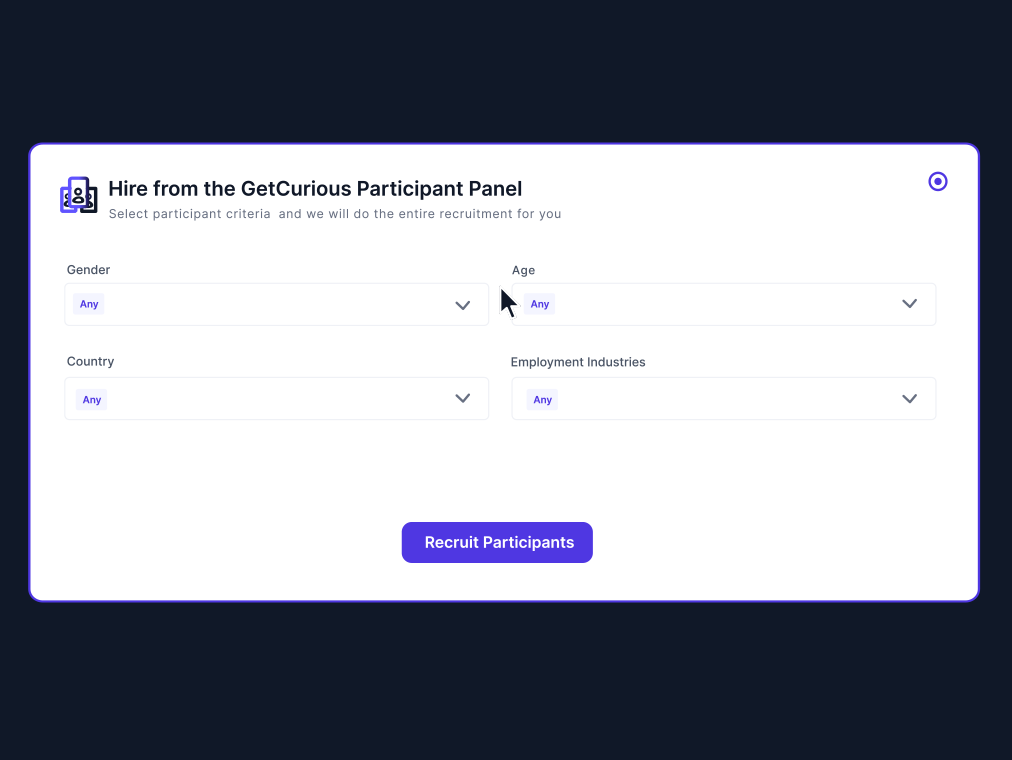 Hire from the GetCurious Participant Panel
Select participant criteria and we will do the entire recruitment for you
Gender
Age
Any
Any
Country
Employment Industries
Any
Any
Recruit Participants